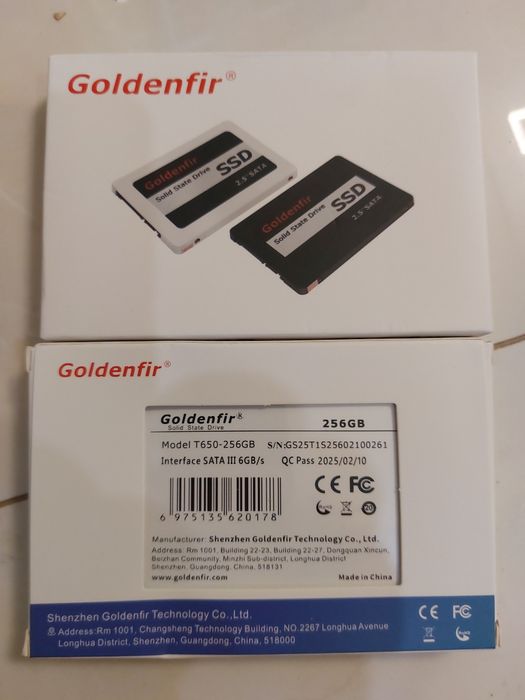 Goldenfir®
Goldenfir
Solid State Drive
SSD
2.5" SATA
Goldenfir
Solid State Drive
SSD
2.5" SATA
Goldenfir®
Goldenfir®
Solid State Drive
256GB
Model T650-256GB S/N:GS25T1S25602100261
Interface SATA III 6GB/s QC Pass 2025/02/10
CE FC
RoHS 20
6 975135 620178
Manufacturer: Shenzhen Goldenfir Technology Co., Ltd.
Address: Rm 1001, Building 22-23, Building 22-27, Dongquan Xincun,
Beizhan Community, Minzhi Sub-district, Longhua District
Shenzhen, Guangdong, China, 518131
www.goldenfir.com Made in China
Shenzhen Goldenfir Technology Co.,Ltd.
Address:Rm 1001, Changsheng Technology Building, NO.2267 Longhua Avenue
Longhua District, Shenzhen, Guangdong, China, 518000
CE FC